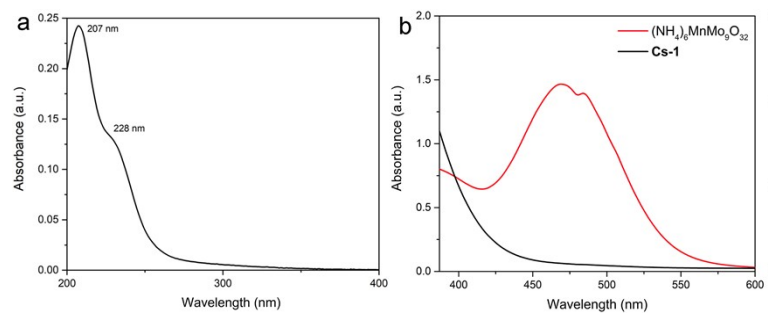 a
0.25
0.20
0.15
0.10
0.05
0.00
207 nm
228 nm
Absorbance (a.u.)
200
300
400
Wavelength (nm)
b
2.0
1.5
1.0
0.5
0.0
(NH₄)₆MnMo₉O₃₂
Cs-1
Absorbance (a.u.)
400
450
500
550
600
Wavelength (nm)